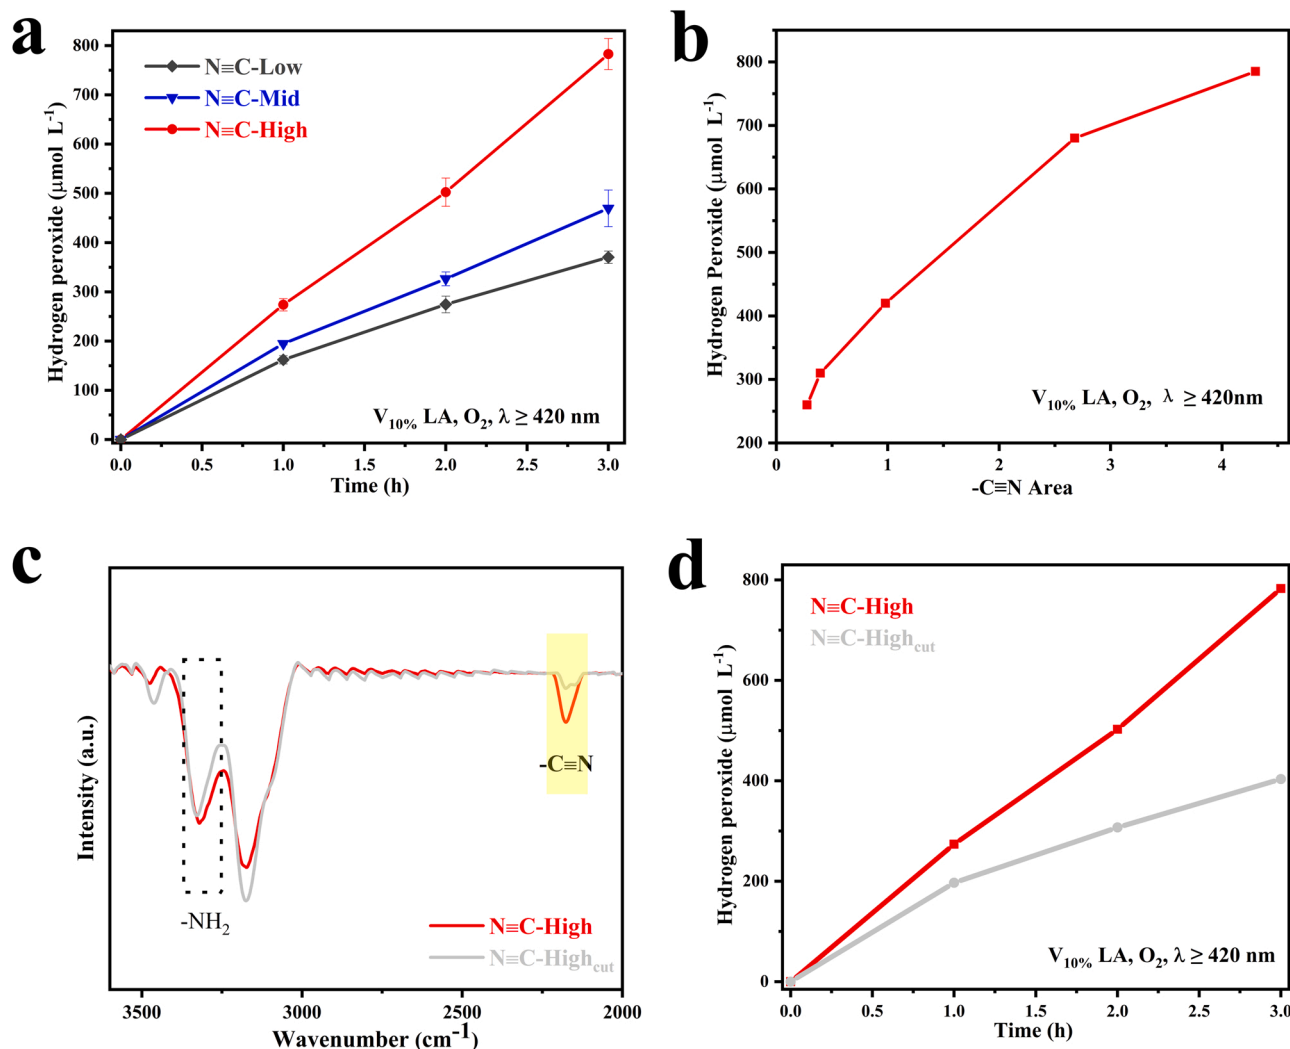 a
Hydrogen peroxide (μmol L⁻¹)
800
700
600
500
400
300
200
100
0
N≡C-Low
N≡C-Mid
N≡C-High
V₁₀% LA, O₂, λ ≥ 420 nm
0.0 0.5 1.0 1.5 2.0 2.5 3.0
Time (h)
b
Hydrogen Peroxide (μmol L⁻¹)
800
700
600
500
400
300
200
V₁₀% LA, O₂, λ ≥ 420nm
0 1 2 3 4
-C≡N Area
c
Intensity (a.u.)
-C≡N
-NH₂
N≡C-High
N≡C-High_cut
3500 3000 2500 2000
Wavenumber (cm⁻¹)
d
Hydrogen peroxide (μmol L⁻¹)
800
600
400
200
0
N≡C-High
N≡C-High_cut
V₁₀% LA, O₂, λ ≥ 420 nm
0.0 0.5 1.0 1.5 2.0 2.5 3.0
Time (h)